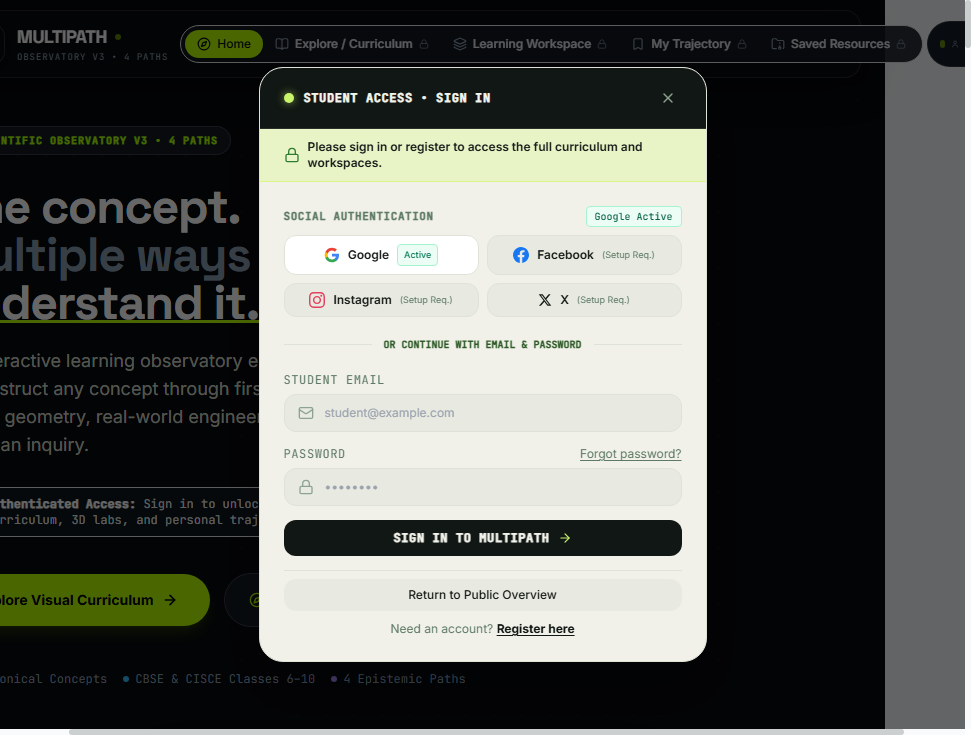 MULTIPATH
OBSERVATORY V3 • 4 PATHS
Home
Explore / Curriculum
Learning Workspace
My Trajectory
Saved Resources
STUDENT ACCESS • SIGN IN
Please sign in or register to access the full curriculum and
workspaces.
SOCIAL AUTHENTICATION
Google Active
Google
Active
Facebook
(Setup Req.)
Instagram
(Setup Req.)
X
(Setup Req.)
OR CONTINUE WITH EMAIL & PASSWORD
STUDENT EMAIL
student@example.com
PASSWORD
Forgot password?
••••••••
SIGN IN TO MULTIPATH →
Return to Public Overview
Need an account? Register here
NTIFIC OBSERVATORY V3 • 4 PATHS
ne concept.
ultiple ways
derstand it.
eractive learning observatory e
struct any concept through firs
geometry, real-world enginee
an inquiry.
thenticated Access: Sign in to unloc
rriculum, 3D labs, and personal traj
lore Visual Curriculum →
onical Concepts
CBSE & CISCE Classes 6–10
4 Epistemic Paths